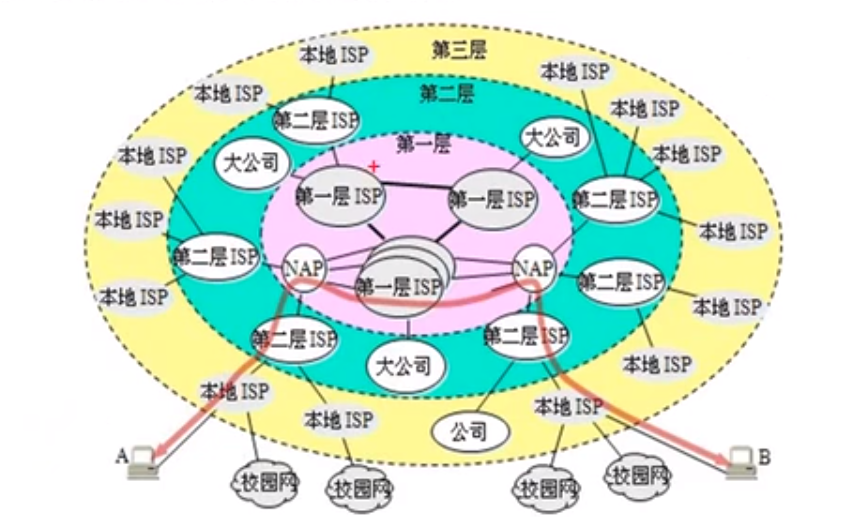 第三层
本地 ISP
本地 ISP
第二层
本地 ISP
本地 ISP
第二层 ISP
大公司
第一层
本地 ISP
本地 ISP
大公司
第一层 ISP
第一层 ISP
第二层 ISP
本地 ISP
本地 ISP
第二层 ISP
NAP
NAP
第一层 ISP
第二层 ISP
本地 ISP
本地 ISP
第二层 ISP
第二层 ISP
大公司
本地 ISP
本地 ISP
本地 ISP
本地 ISP
公司
A
B
校园网
校园网
校园网
校园网